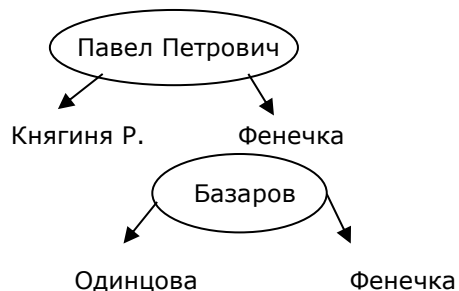 Павел Петрович
Княгиня Р. Фенечка
Базаров
Одинцова Фенечка